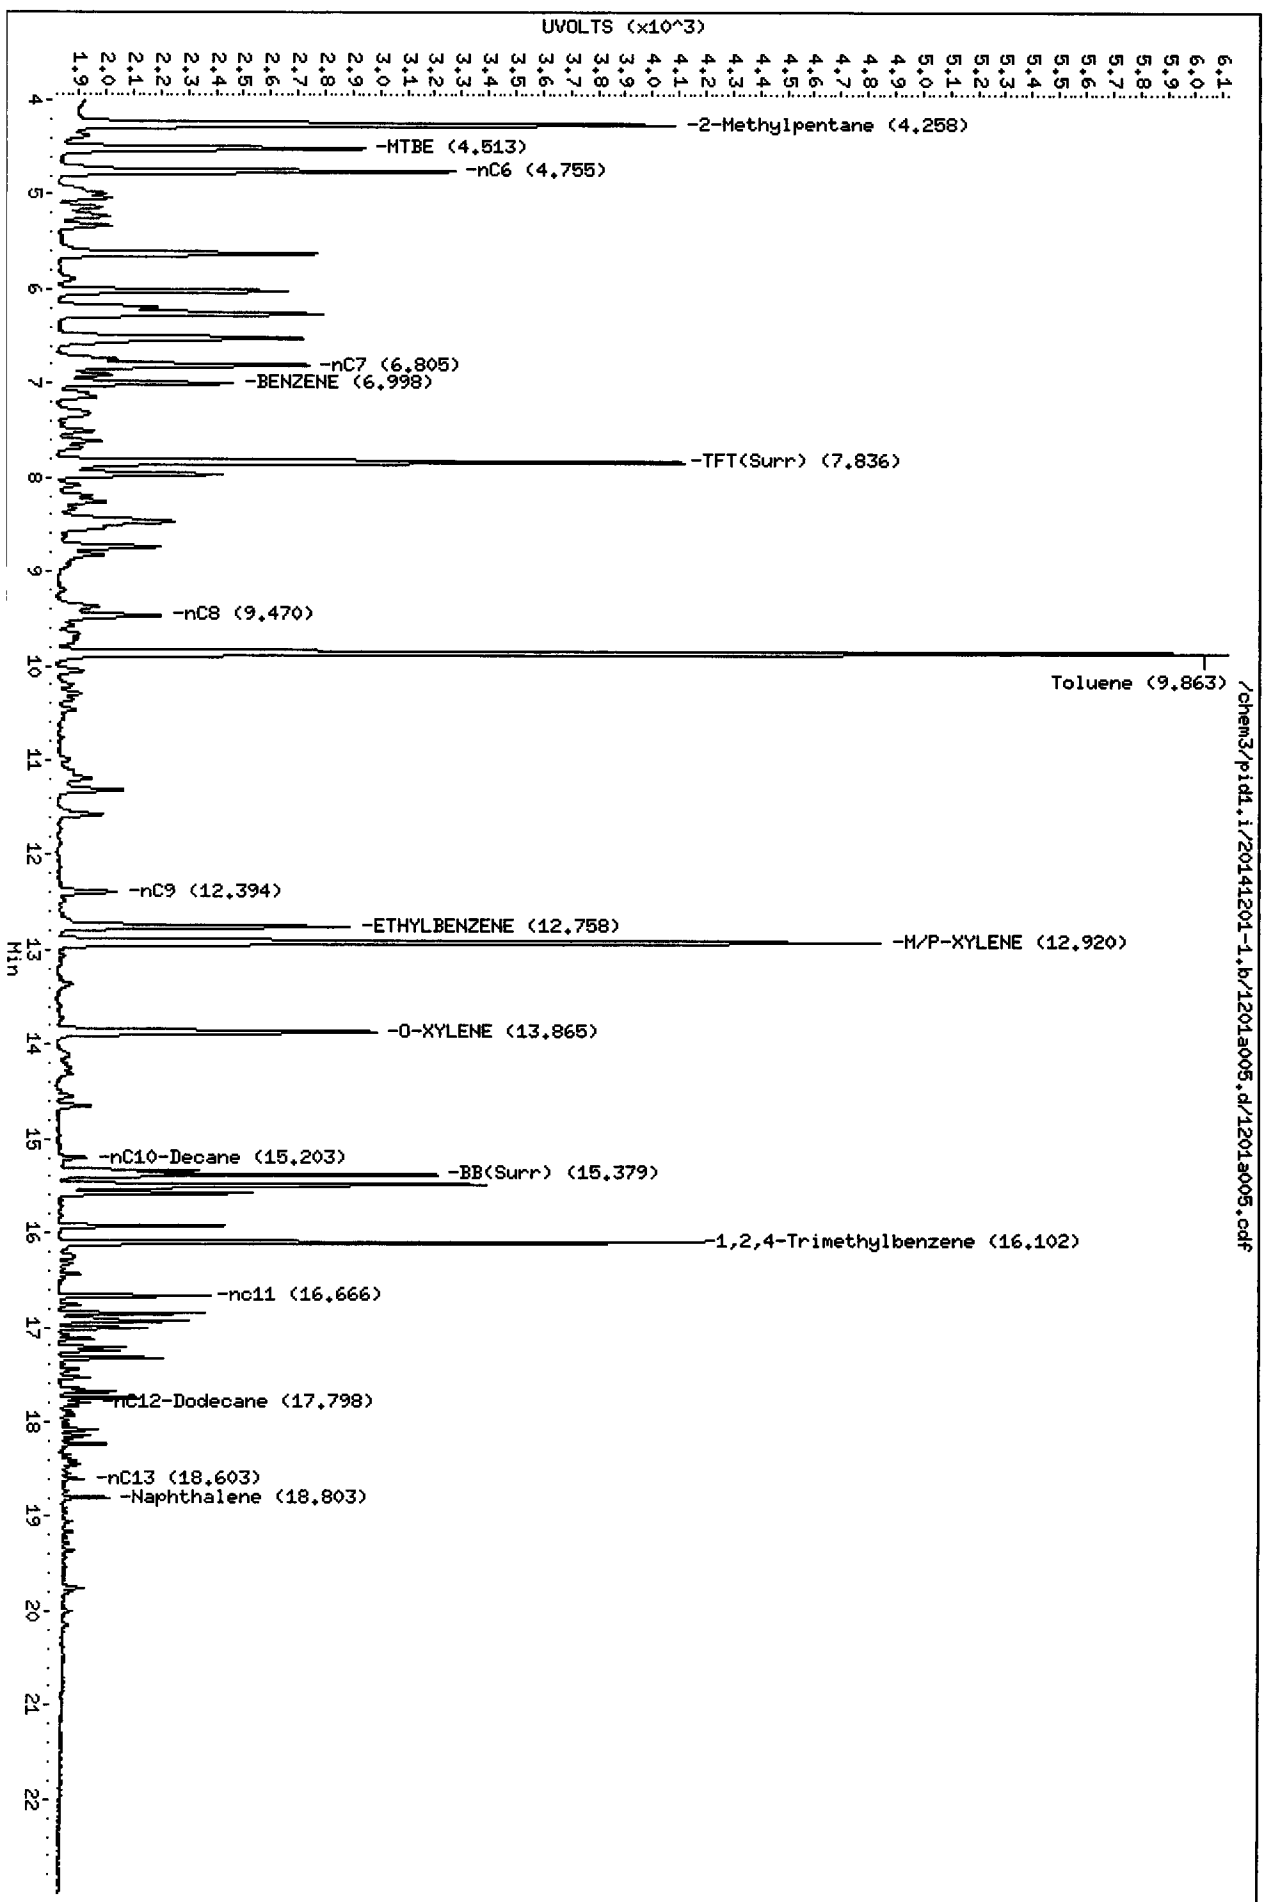 /chem3/pid1.i/20141201-1.b/1201a005.d/1201a005.cdf
UVOLTS (x10^3)
6.1
6.0
5.9
5.8
5.7
5.6
5.5
5.4
5.3
5.2
5.1
5.0
4.9
4.8
4.7
4.6
4.5
4.4
4.3
4.2
4.1
4.0
3.9
3.8
3.7
3.6
3.5
3.4
3.3
3.2
3.1
3.0
2.9
2.8
2.7
2.6
2.5
2.4
2.3
2.2
2.1
2.0
1.9
-2-Methylpentane (4.258)
-MTBE (4.513)
-nC6 (4.755)
-nC7 (6.805)
-BENZENE (6.998)
-TFT(Surr) (7.836)
-nC8 (9.470)
Toluene (9.863)
-nC9 (12.394)
-ETHYLBENZENE (12.758)
-M/P-XYLENE (12.920)
-O-XYLENE (13.865)
-nC10-Decane (15.203)
-BB(Surr) (15.379)
-1,2,4-Trimethylbenzene (16.102)
-nc11 (16.666)
-nC12-Dodecane (17.798)
-nC13 (18.603)
-Naphthalene (18.803)
4
5
6
7
8
9
10
11
12
13
14
15
16
17
18
19
20
21
22
Min